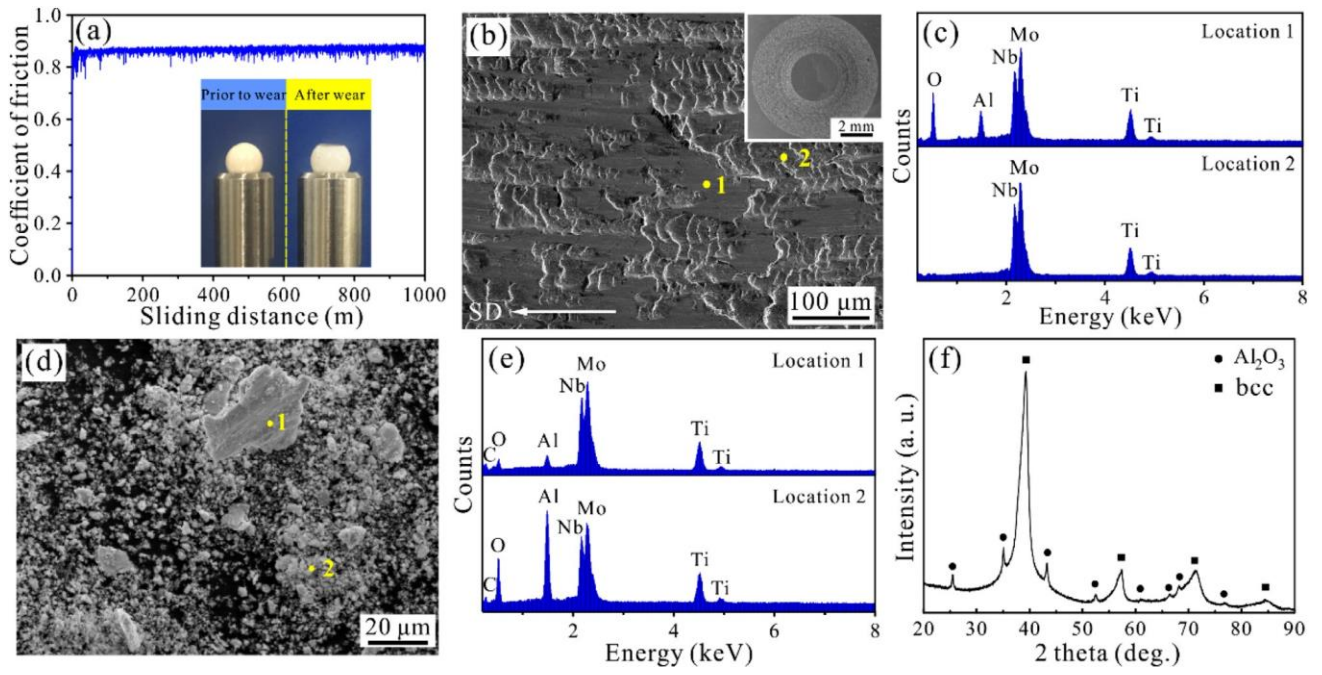 (a)
Coefficient of friction
1.0
0.8
0.6
0.4
0.2
0.0
Prior to wear
After wear
0 200 400 600 800 1000
Sliding distance (m)
(b)
2 mm
2
1
SD
100 μm
(c)
Location 1
Counts
O
Al
Nb
Mo
Ti
Ti
Location 2
Nb
Mo
Ti
Ti
2 4 6 8
Energy (keV)
(d)
1
2
20 μm
(e)
Location 1
Counts
C
O
Al
Nb
Mo
Ti
Ti
Location 2
C
O
Al
Nb
Mo
Ti
Ti
2 4 6 8
Energy (keV)
(f)
Al₂O₃
bcc
Intensity (a. u.)
20 30 40 50 60 70 80 90
2 theta (deg.)